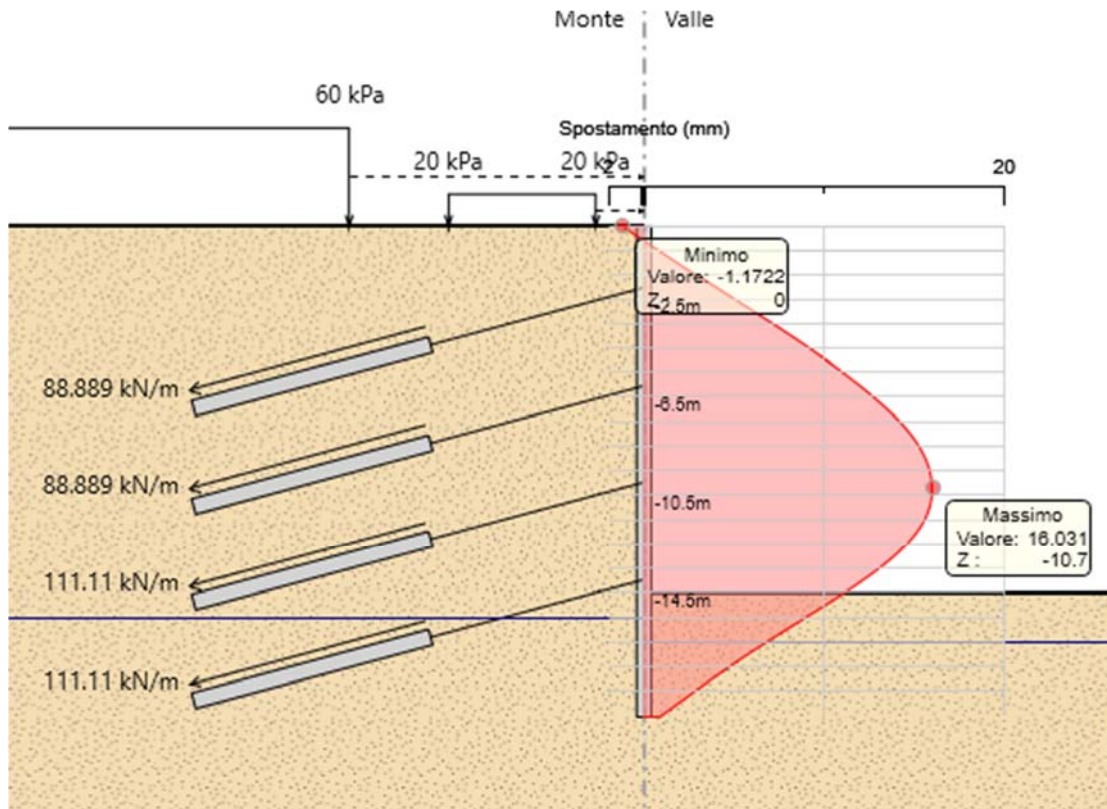 Monte Valle
60 kPa
Spostamento (mm)
20 kPa 20 kPa 2 20
Minimo
Valore: -1.1722
Z 0
-2.5m
88.889 kN/m
-6.5m
88.889 kN/m
-10.5m
Massimo
Valore: 16.031
Z : -10.7
111.11 kN/m
-14.5m
111.11 kN/m